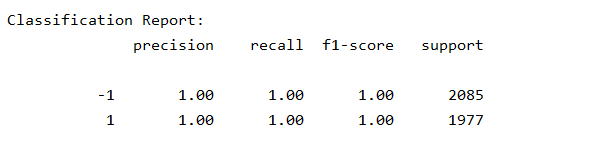 Classification Report:
precision recall f1-score support
-1 1.00 1.00 1.00 2085
1 1.00 1.00 1.00 1977